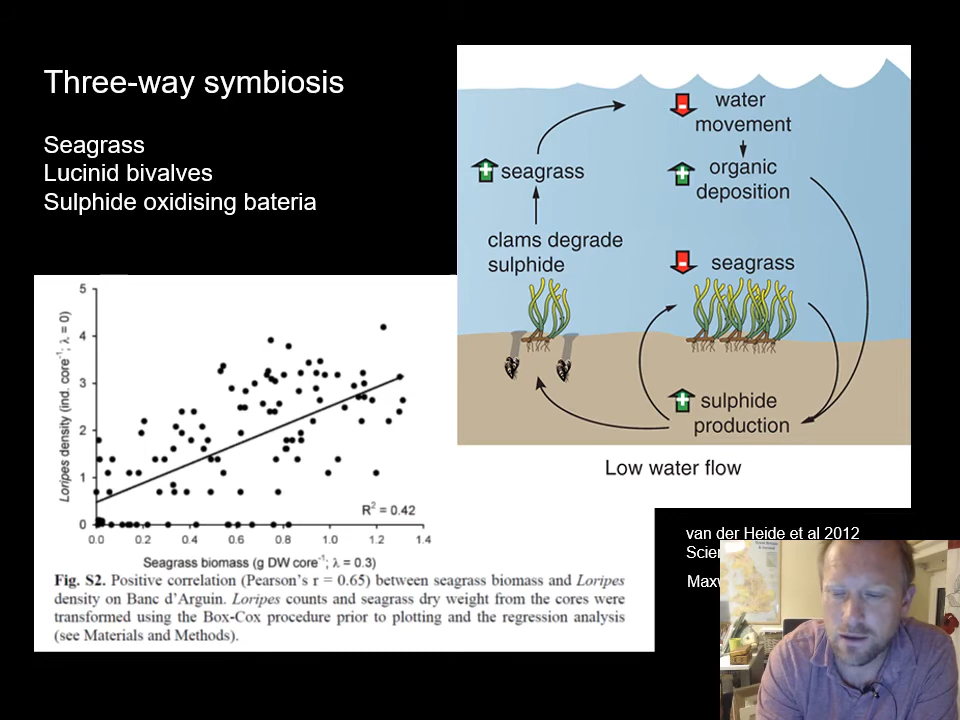 Three-way symbiosis
Seagrass
Lucinid bivalves
Sulphide oxidising bateria
water
movement
organic
deposition
seagrass
clams degrade
sulphide
seagrass
sulphide
production
Low water flow
5
4
3
2
1
0
Loripes density (ind. core⁻¹; λ = 0)
R² = 0.42
0.0 0.2 0.4 0.6 0.8 1.0 1.2 1.4
Seagrass biomass (g DW core⁻¹; λ = 0.3)
Fig. S2. Positive correlation (Pearson's r = 0.65) between seagrass biomass and Loripes
density on Banc d'Arguin. Loripes counts and seagrass dry weight from the cores were
transformed using the Box-Cox procedure prior to plotting and the regression analysis
(see Materials and Methods).
van der Heide et al 2012